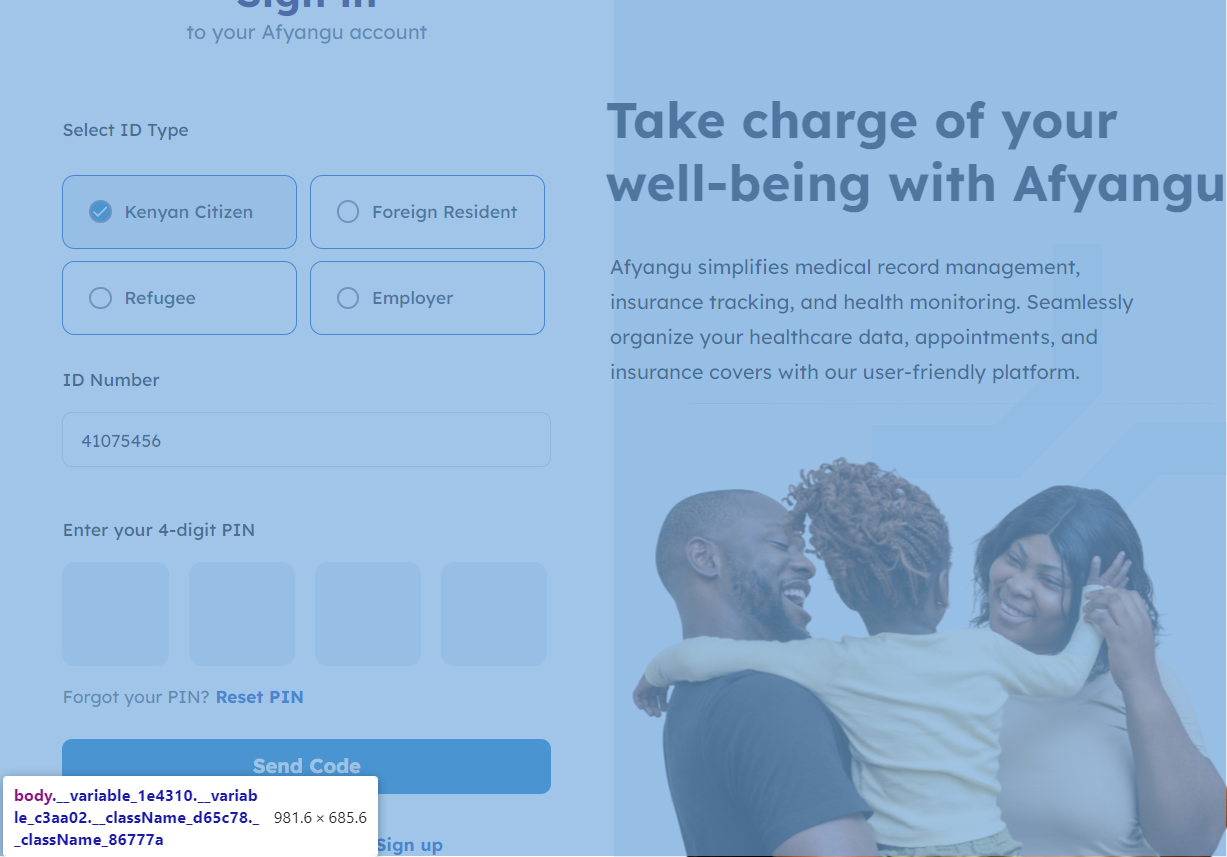 Sign in
to your Afyangu account
Select ID Type
Kenyan Citizen
Foreign Resident
Refugee
Employer
ID Number
41075456
Enter your 4-digit PIN
Forgot your PIN? Reset PIN
Send Code
Sign up
Take charge of your
well-being with Afyangu
Afyangu simplifies medical record management,
insurance tracking, and health monitoring. Seamlessly
organize your healthcare data, appointments, and
insurance covers with our user-friendly platform.
body.__variable_1e4310.__variab
le_c3aa02.__className_d65c78._
_className_86777a
981.6 × 685.6